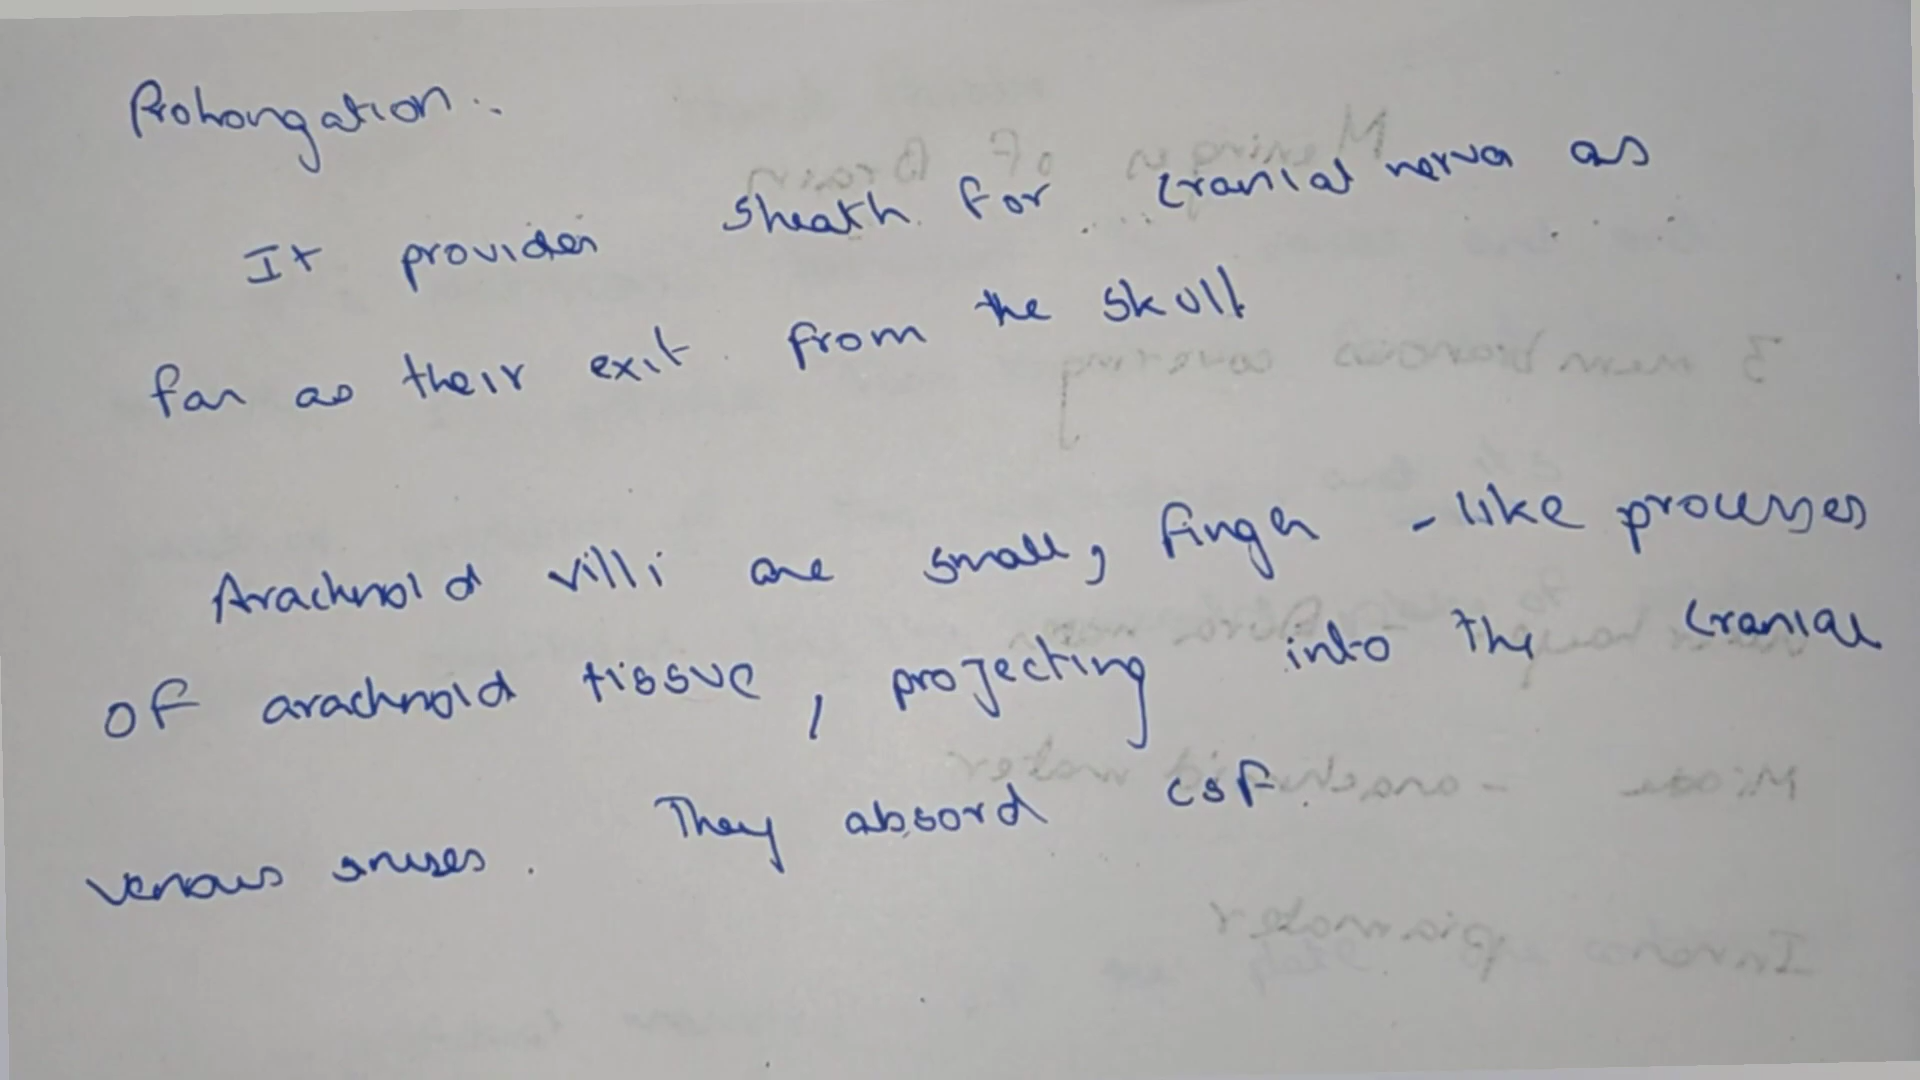 Prolongation :-
It provides sheath for cranial nerves as
far as their exit from the skull
Arachnoid villi are small, finger - like processes
of arachnoid tissue, projecting into the cranial
venous sinuses. They absord csf.